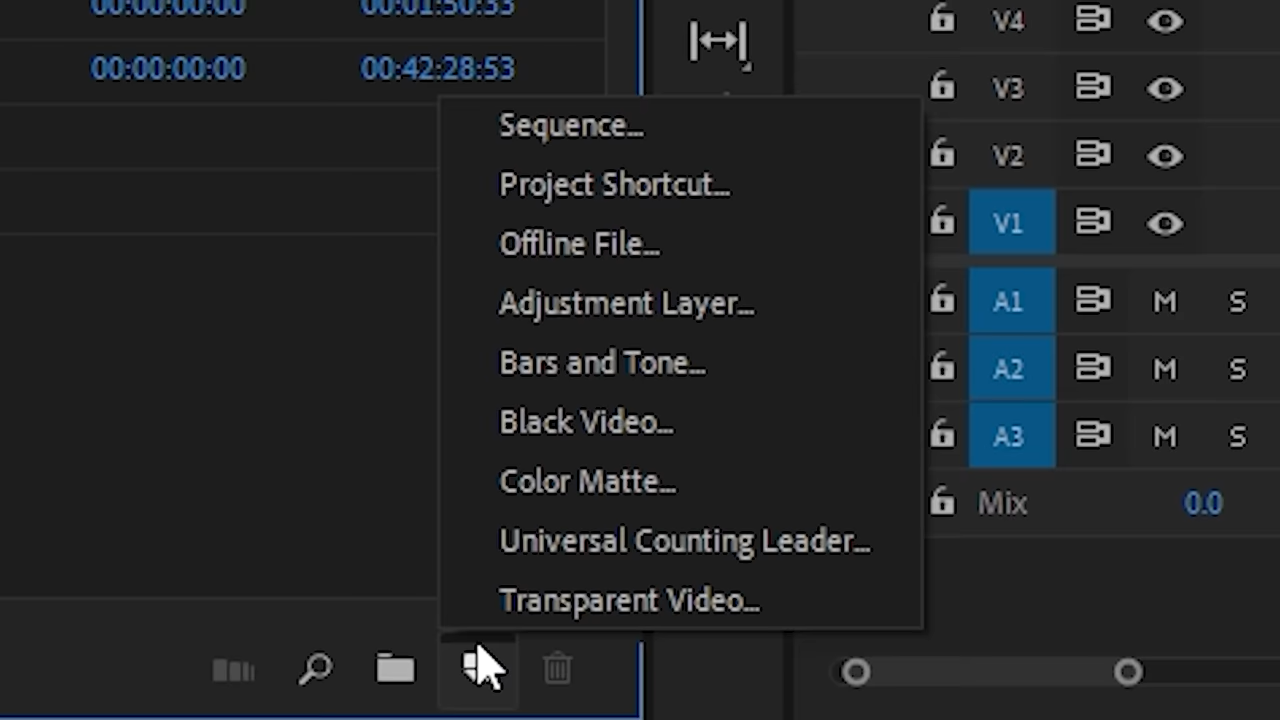 00:00:00:00 00:01:50:53
00:00:00:00 00:42:28:53
Sequence...
Project Shortcut...
Offline File...
Adjustment Layer...
Bars and Tone...
Black Video...
Color Matte...
Universal Counting Leader...
Transparent Video...
V4
V3
V2
V1
A1 M S
A2 M S
A3 M S
Mix 0.0